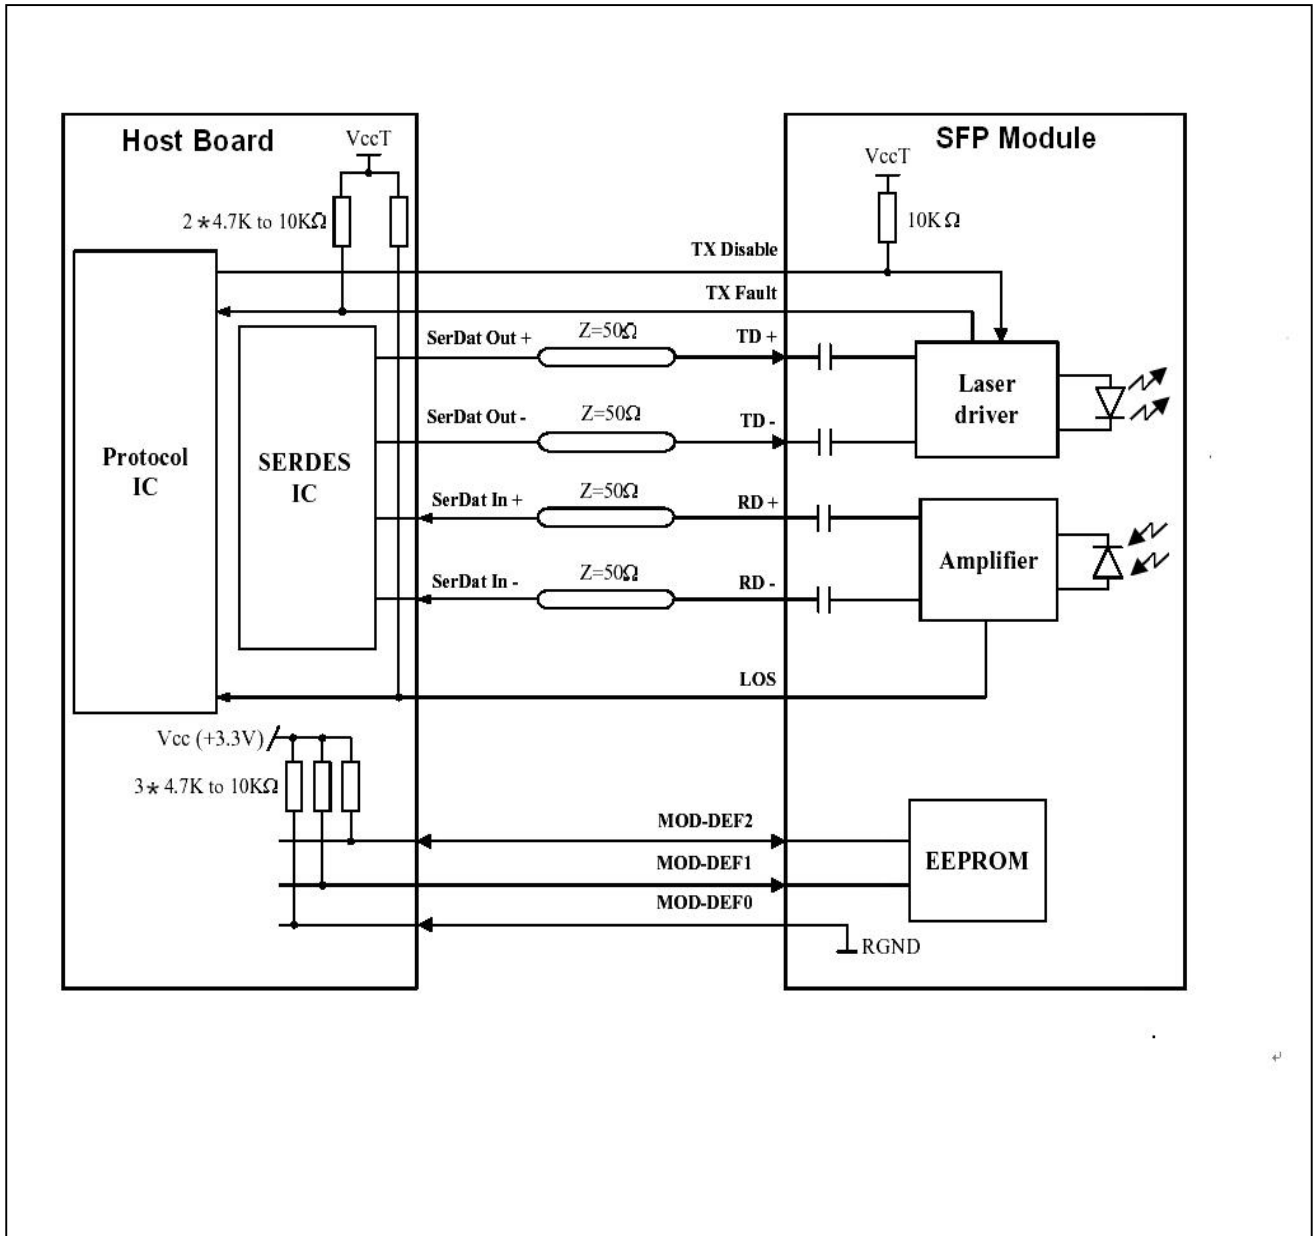 Host Board
VccT
2*4.7K to 10KΩ
SFP Module
VccT
10KΩ
TX Disable
TX Fault
SerDat Out +
Z=50Ω
TD +
SerDat Out -
Z=50Ω
TD -
SerDat In +
Z=50Ω
RD +
SerDat In -
Z=50Ω
RD -
Protocol
IC
SERDES
IC
Laser
driver
Amplifier
LOS
Vcc (+3.3V)
3* 4.7K to 10KΩ
MOD-DEF2
MOD-DEF1
MOD-DEF0
EEPROM
RGND